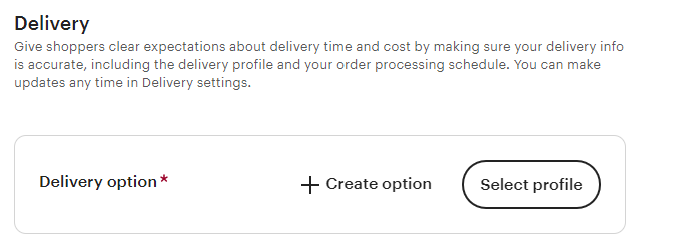 Delivery
Give shoppers clear expectations about delivery time and cost by making sure your delivery info
is accurate, including the delivery profile and your order processing schedule. You can make
updates any time in Delivery settings.
Delivery option* + Create option Select profile